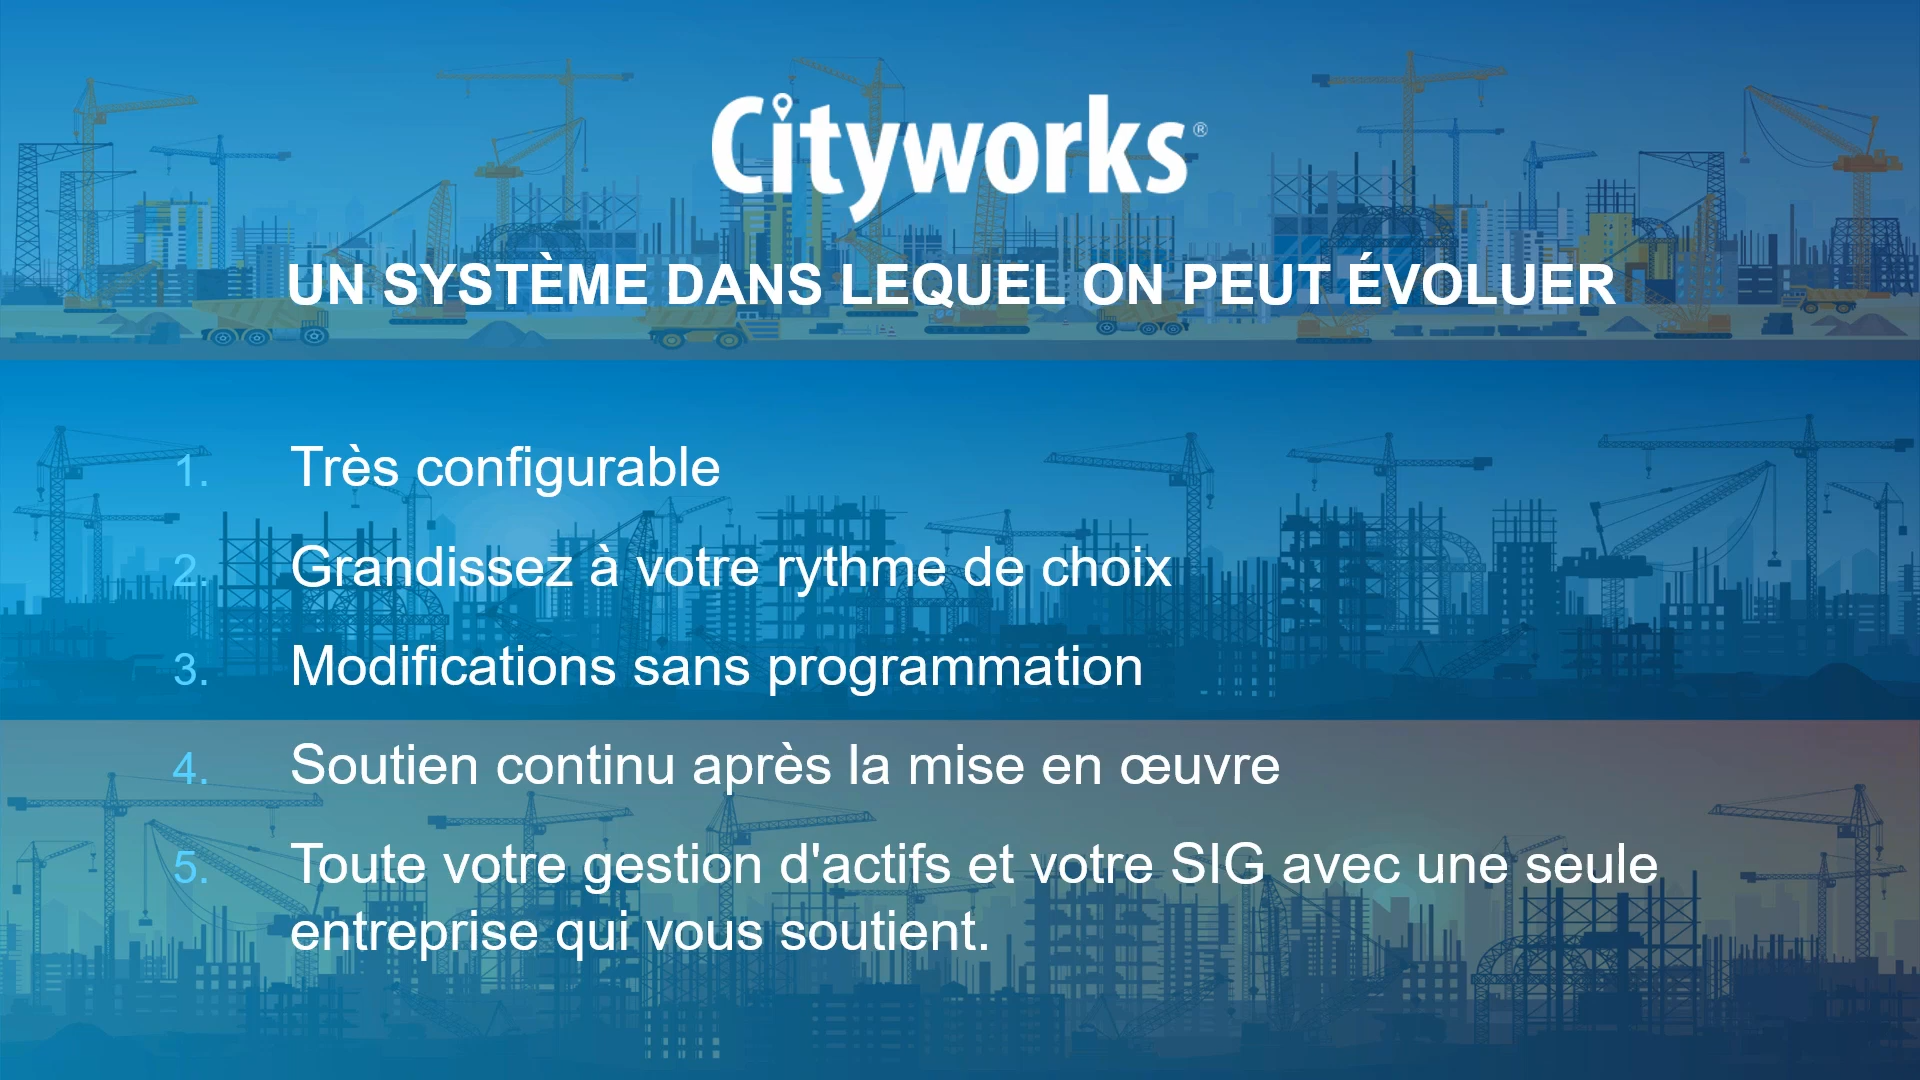 Cityworks®
UN SYSTÈME DANS LEQUEL ON PEUT ÉVOLUER
1. Très configurable
2. Grandissez à votre rythme de choix
3. Modifications sans programmation
4. Soutien continu après la mise en œuvre
5. Toute votre gestion d'actifs et votre SIG avec une seule
entreprise qui vous soutient.